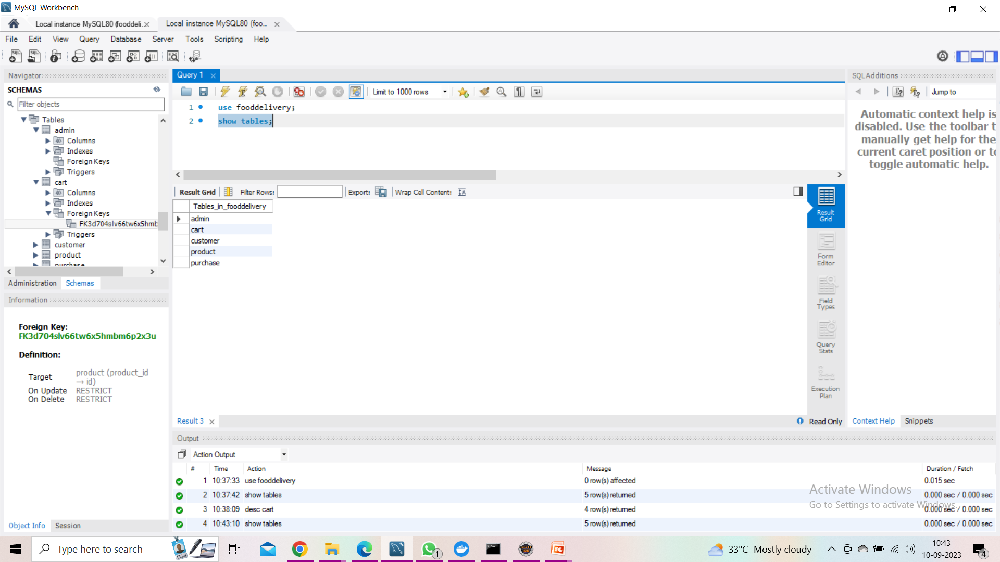 MySQL Workbench
Local instance MySQL80 (fooddeli...
Local instance MySQL80 (foo...
File Edit View Query Database Server Tools Scripting Help
Navigator
SCHEMAS
Filter objects
Tables
admin
Columns
Indexes
Foreign Keys
Triggers
cart
Columns
Indexes
Foreign Keys
FK3d704slv66tw6x5hmb
Triggers
customer
product
purchase
Administration Schemas
Information
Foreign Key:
FK3d704slv66tw6x5hmbm6p2x3u
Definition:
Target product (product_id
→ id)
On Update RESTRICT
On Delete RESTRICT
Object Info Session
Query 1
Limit to 1000 rows
1 use fooddelivery;
2 show tables;
Result Grid Filter Rows: Export: Wrap Cell Content:
Tables_in_fooddelivery
admin
cart
customer
product
purchase
Result
Grid
Form
Editor
Field
Types
Query
Stats
Execution
Plan
Result 3
Read Only
SQLAdditions
Jump to
Automatic context help is
disabled. Use the toolbar t
manually get help for the
current caret position or to
toggle automatic help.
Context Help Snippets
Output
Action Output
# Time Action Message Duration / Fetch
1 10:37:33 use fooddelivery 0 row(s) affected 0.015 sec
2 10:37:42 show tables 5 row(s) returned 0.000 sec / 0.000 sec
3 10:38:09 desc cart 4 row(s) returned 0.000 sec / 0.000 sec
4 10:43:10 show tables 5 row(s) returned 0.000 sec / 0.000 sec
Activate Windows
Go to Settings to activate Windows.
Type here to search
1
33°C Mostly cloudy
10:43
10-09-2023
4